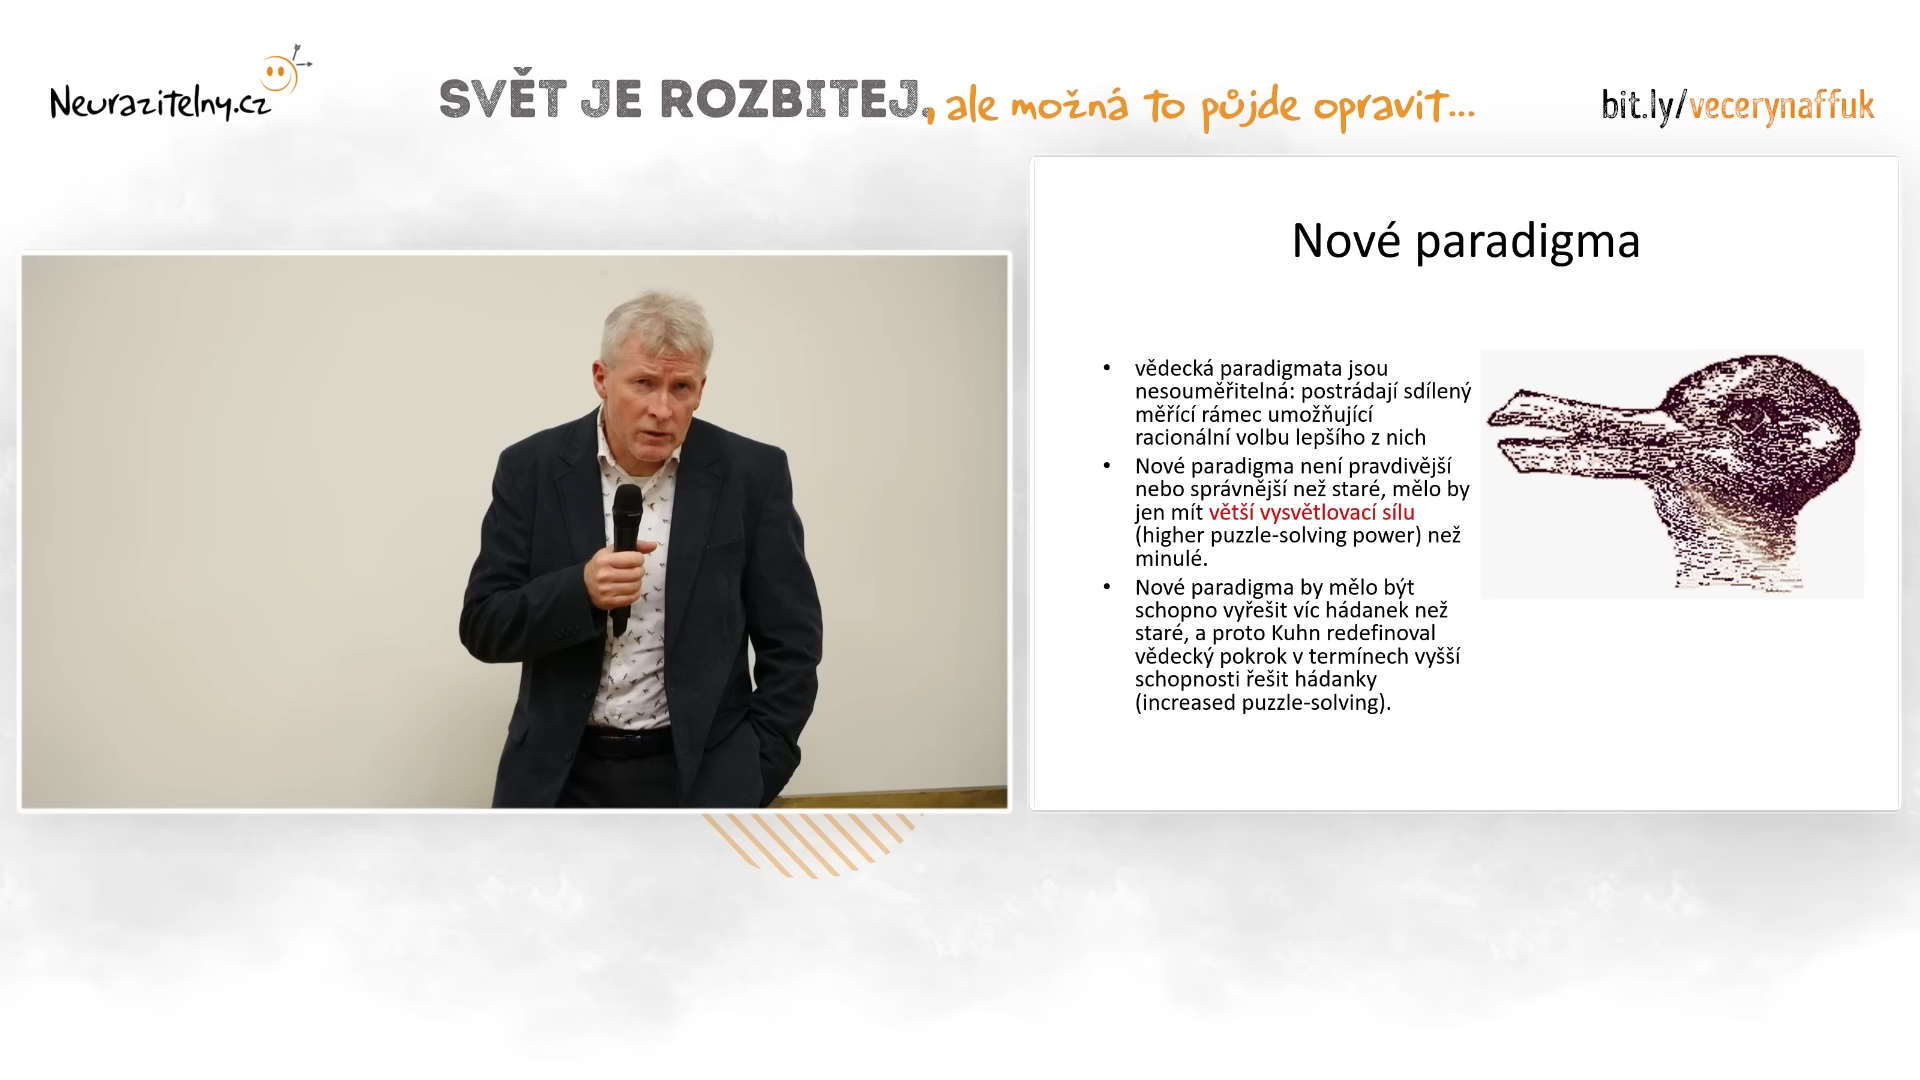 Neurazitelny.cz
SVĚT JE ROZBITEJ, ale možná to půjde opravit...
bit.ly/vecerynaffuk
Nové paradigma
• vědecká paradigmata jsou
nesouměřitelná: postrádají sdílený
měřící rámec umožňující
racionální volbu lepšího z nich
• Nové paradigma není pravdivější
nebo správnější než staré, mělo by
jen mít větší vysvětlovací sílu
(higher puzzle-solving power) než
minulé.
• Nové paradigma by mělo být
schopno vyřešit víc hádanek než
staré, a proto Kuhn redefinoval
vědecký pokrok v termínech vyšší
schopnosti řešit hádanky
(increased puzzle-solving).